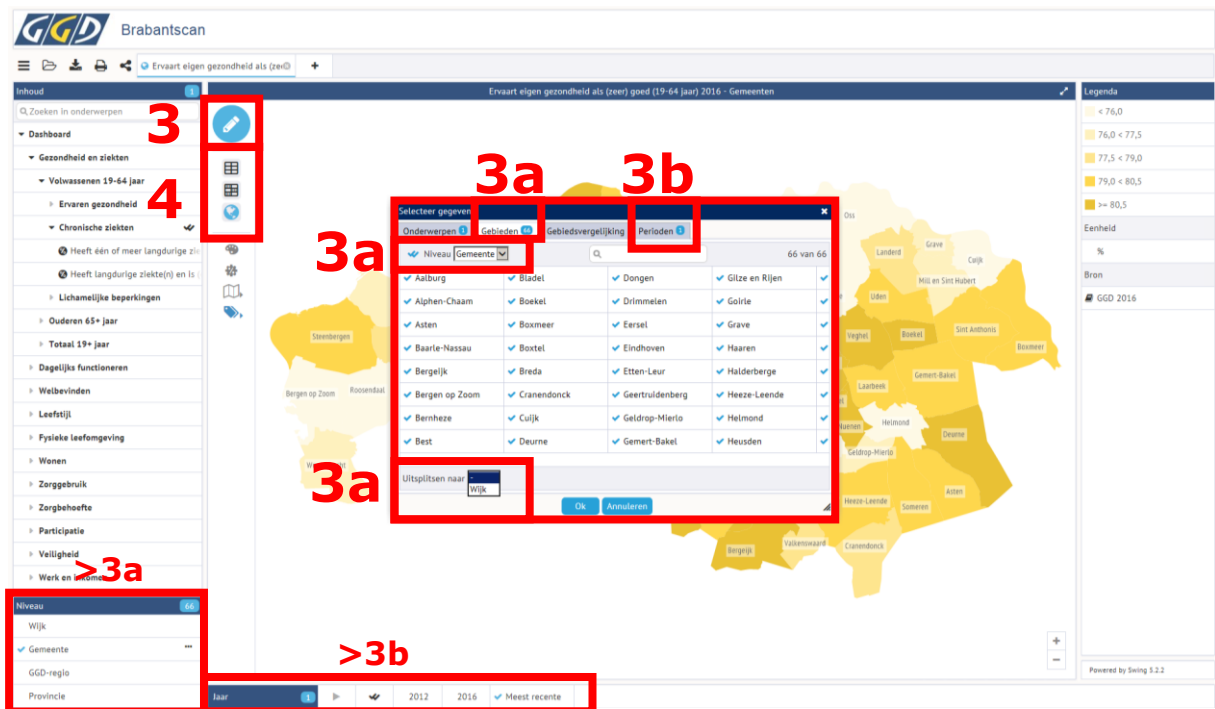 GGD Brabantscan
Ervaart eigen gezondheid als (zee
+
Inhoud 1
Zoeken in onderwerpen
Dashboard
Gezondheid en ziekten
Volwassenen 19-64 jaar
Ervaren gezondheid
Chronische ziekten
Heeft één of meer langdurige zie
Heeft langdurige ziekte(n) en is
Lichamelijke beperkingen
Ouderen 65+ jaar
Totaal 19+ jaar
Dagelijks functioneren
Welbevinden
Leefstijl
Fysieke leefomgeving
Wonen
Zorggebruik
Zorgbehoefte
Participatie
Veiligheid
Werk en inkomen
>3a
Niveau 66
Wijk
Gemeente ...
GGD-regio
Provincie
3
4
Ervaart eigen gezondheid als (zeer) goed (19-64 jaar) 2016 - Gemeenten
3a
3b
3a
3a
Selecteer gegeven
Onderwerpen 1 Gebieden 66 Gebiedsvergelijking Perioden 1
Niveau Gemeente 66 van 66
Aalburg Bladel Dongen Gilze en Rijen
Alphen-Chaam Boekel Drimmelen Goirle
Asten Boxmeer Eersel Grave
Baarle-Nassau Boxtel Eindhoven Haaren
Bergeijk Breda Etten-Leur Halderberge
Bergen op Zoom Cranendonck Geertruidenberg Heeze-Leende
Bernheze Cuijk Geldrop-Mierlo Helmond
Best Deurne Gemert-Bakel Heusden
Uitsplitsen naar -
Wijk
Ok Annuleren
Oss
Landerd
Grave
Cuijk
Mill en Sint Hubert
Uden
Steenbergen
Veghel
Boekel
Sint Anthonis
Boxmeer
Gemert-Bakel
Laarbeek
Bergen op Zoom
Roosendaal
Helmond
Deurne
Geldrop-Mierlo
Asten
Heeze-Leende
Someren
Valkenswaard
Cranendonck
Bergeijk
+
−
>3b
Jaar 1 2012 2016 Meest recente
Legenda
< 76,0
76,0 < 77,5
77,5 < 79,0
79,0 < 80,5
>= 80,5
Eenheid
%
Bron
GGD 2016
Powered by Swing 5.2.2